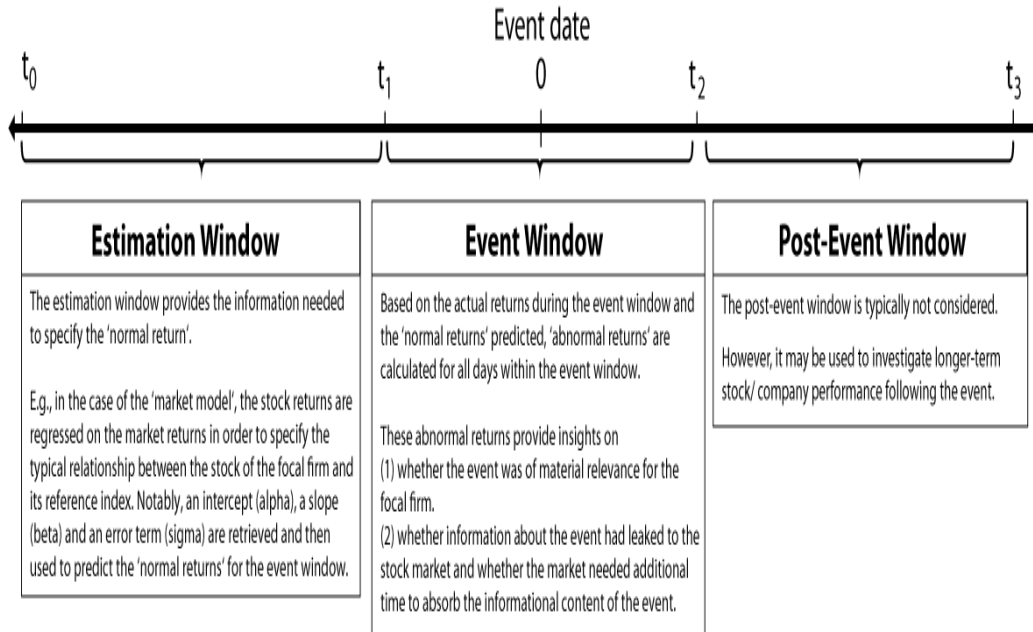 Event date
t0 t1 0 t2 t3
Estimation Window
The estimation window provides the information needed
to specify the ‘normal return‘.
E.g., in the case of the ‘market model‘, the stock returns are
regressed on the market returns in order to specify the
typical relationship between the stock of the focal firm and
its reference index. Notably, an intercept (alpha), a slope
(beta) and an error term (sigma) are retrieved and then
used to predict the ‘normal returns‘ for the event window.
Event Window
Based on the actual returns during the event window and
the ‘normal returns‘ predicted, ‘abnormal returns‘ are
calculated for all days within the event window.
These abnormal returns provide insights on
(1) whether the event was of material relevance for the
focal firm.
(2) whether information about the event had leaked to the
stock market and whether the market needed additional
time to absorb the informational content of the event.
Post-Event Window
The post-event window is typically not considered.
However, it may be used to investigate longer-term
stock/ company performance following the event.